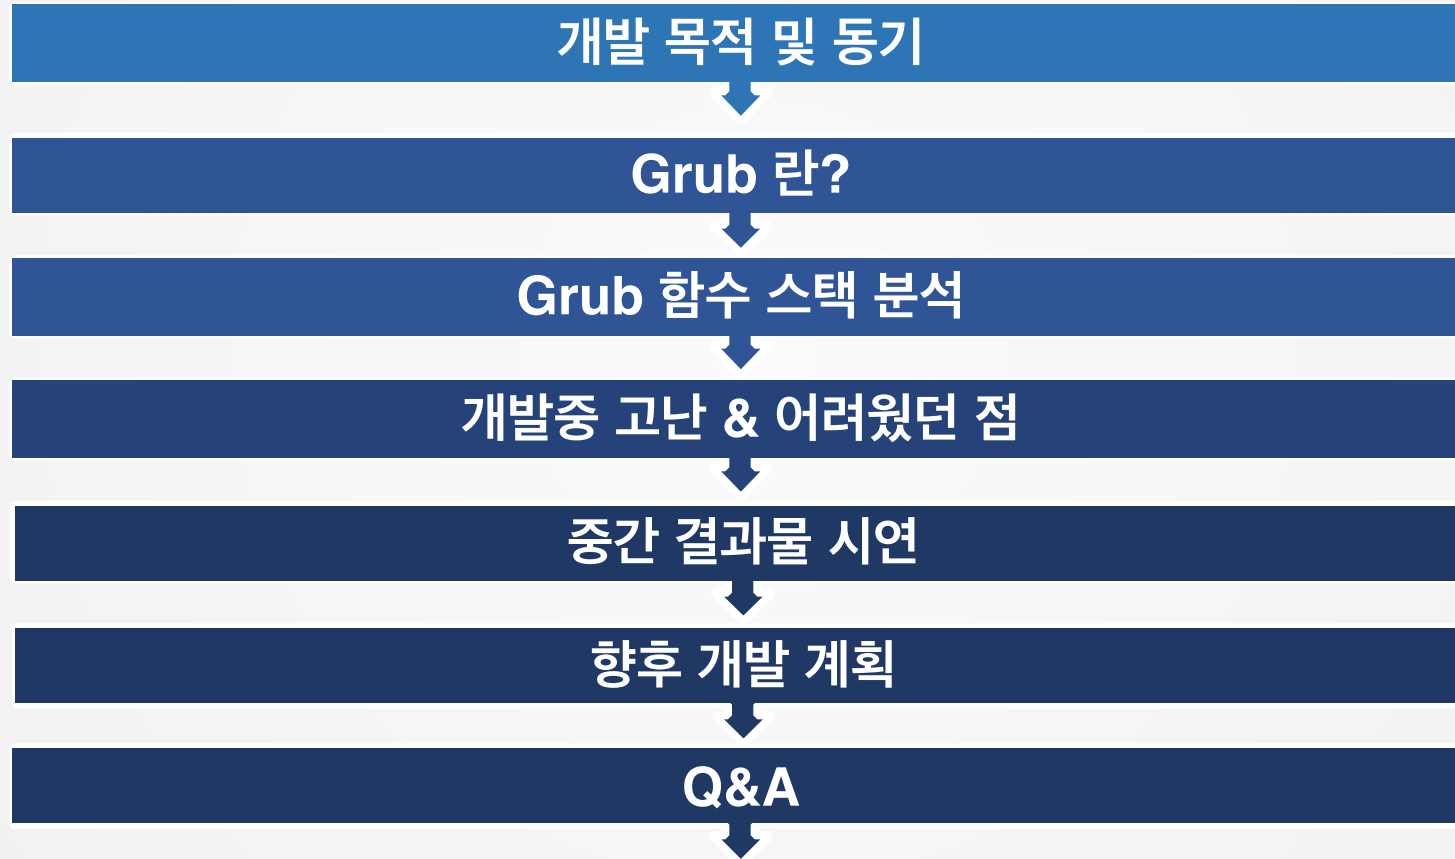 개발 목적 및 동기
Grub 란?
Grub 함수 스택 분석
개발중 고난 & 어려웠던 점
중간 결과물 시연
향후 개발 계획
Q&A